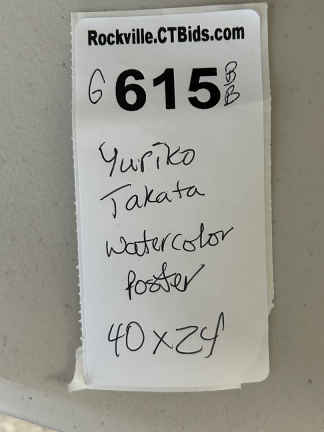 Rockville.CTBids.com
G 615 B
B
Yuriko
Takata
Watercolor
Poster
40 x 24